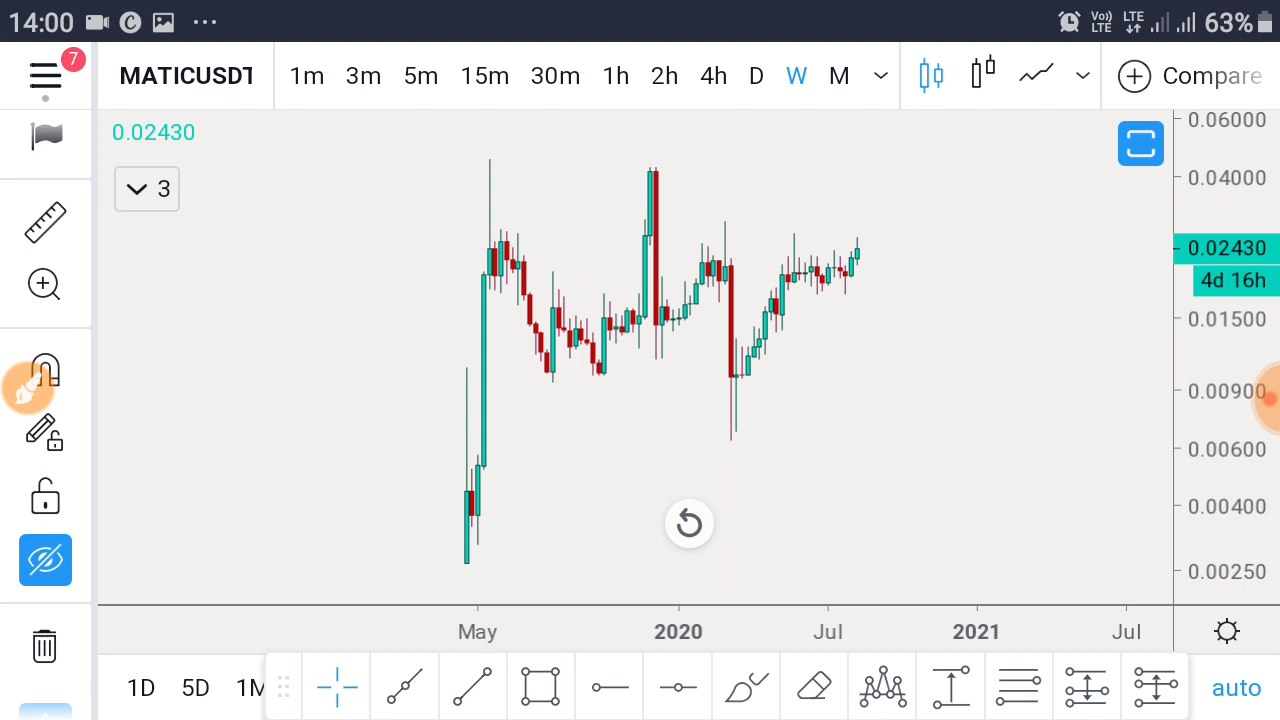 14:00 Vo) LTE LTE 63%
7
MATICUSDT 1m 3m 5m 15m 30m 1h 2h 4h D W M Compare
0.02430
3
0.06000
0.04000
0.02430
4d 16h
0.01500
0.00900
0.00600
0.00400
0.00250
May 2020 Jul 2021 Jul
1D 5D 1M auto